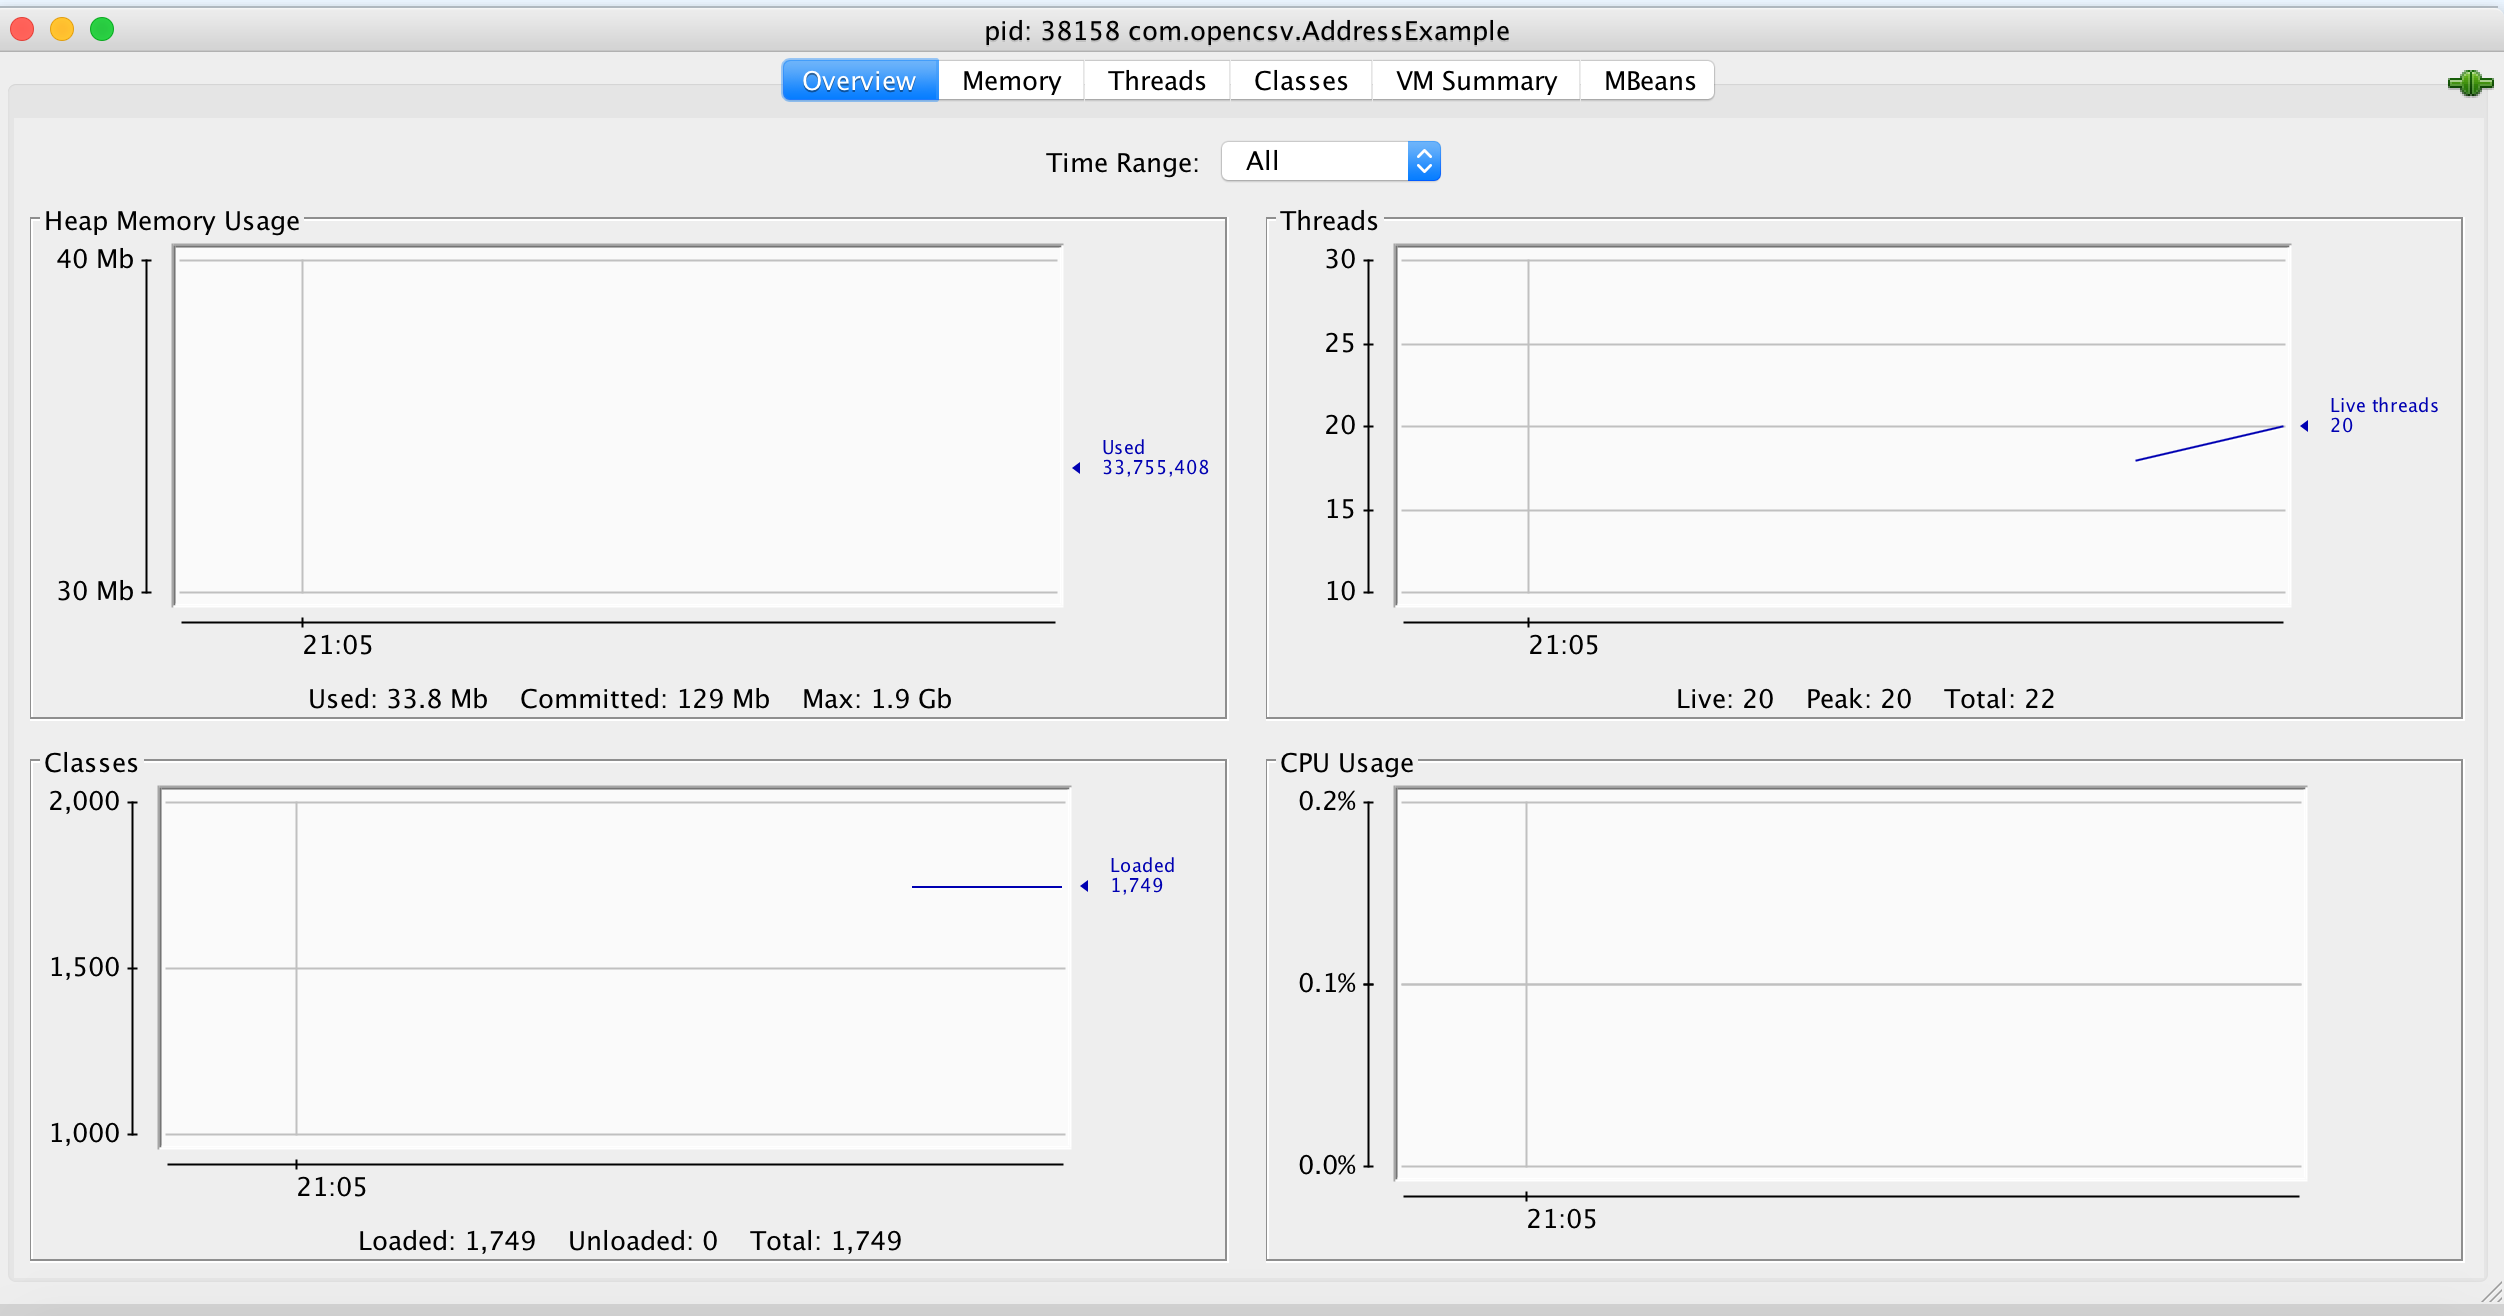 pid: 38158 com.opencsv.AddressExample
Overview Memory Threads Classes VM Summary MBeans
Time Range: All
Heap Memory Usage
40 Mb
30 Mb
Used
33,755,408
21:05
Used: 33.8 Mb Committed: 129 Mb Max: 1.9 Gb
Threads
30
25
20
15
10
Live threads
20
21:05
Live: 20 Peak: 20 Total: 22
Classes
2,000
1,500
1,000
Loaded
1,749
21:05
Loaded: 1,749 Unloaded: 0 Total: 1,749
CPU Usage
0.2%
0.1%
0.0%
21:05